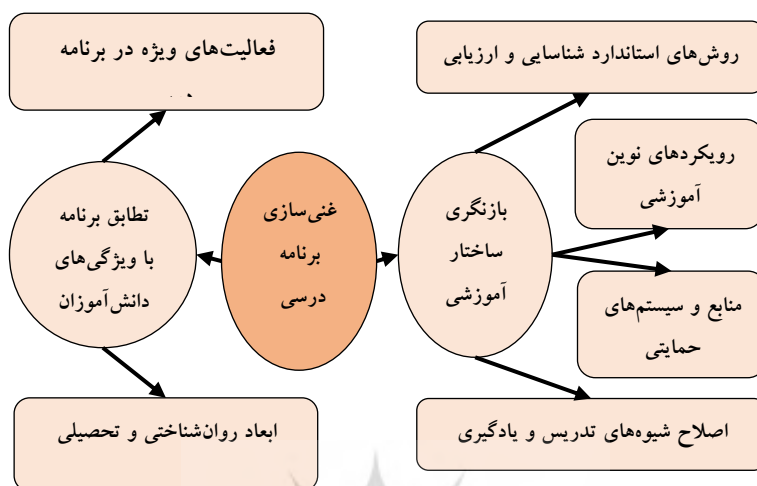 روش‌های استاندارد شناسایی و ارزیابی
فعالیت‌های ویژه در برنامه
رویکردهای نوین
آموزشی
بازنگری
ساختار
آموزشی
غنی‌سازی
برنامه
درسی
تطابق برنامه
با ویژگی‌های
دانش‌آموزان
منابع و سیستم‌های
حمایتی
اصلاح شیوه‌های تدریس و یادگیری
ابعاد روان‌شناختی و تحصیلی